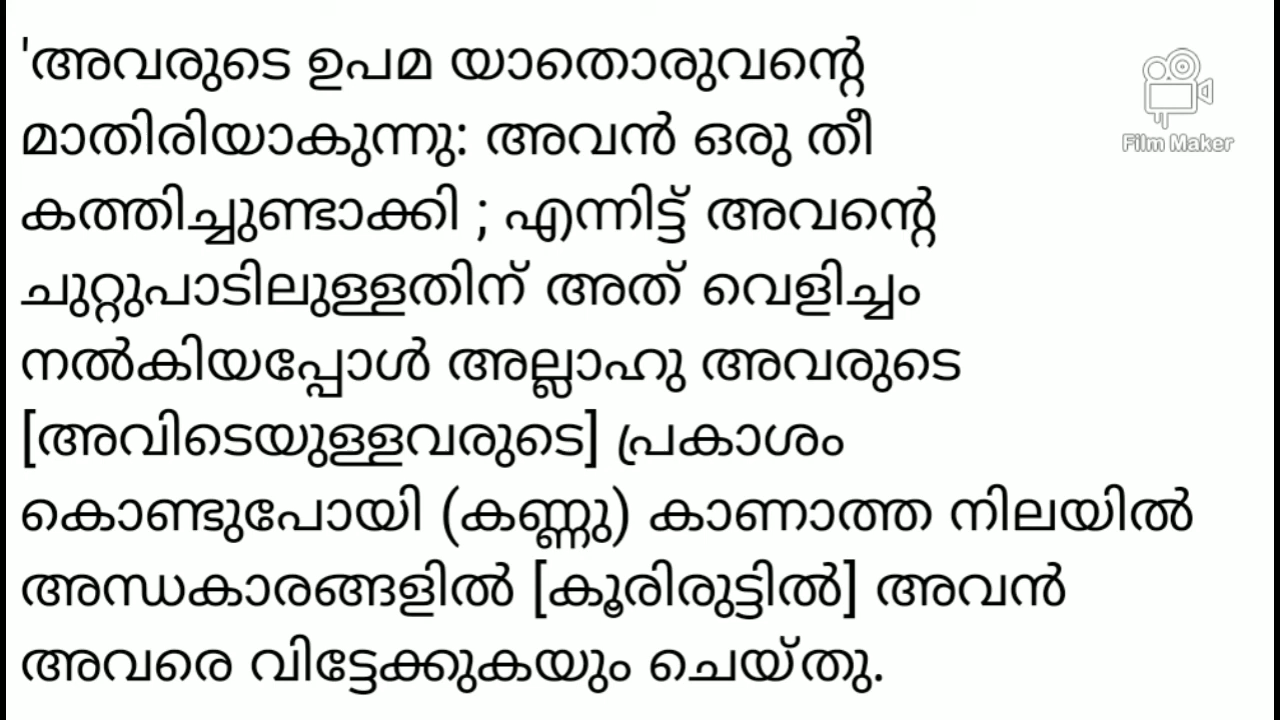 'അവരുടെ ഉപമ യാതൊരുവന്റെ
മാതിരിയാകുന്നു: അവൻ ഒരു തീ
കത്തിച്ചുണ്ടാക്കി ; എന്നിട്ട് അവന്റെ
ചുറ്റുപാടിലുള്ളതിന് അത് വെളിച്ചം
നൽകിയപ്പോൾ അല്ലാഹു അവരുടെ
[അവിടെയുള്ളവരുടെ] പ്രകാശം
കൊണ്ടുപോയി (കണ്ണു) കാണാത്ത നിലയിൽ
അന്ധകാരങ്ങളിൽ [കൂരിരുട്ടിൽ] അവൻ
അവരെ വിട്ടേക്കുകയും ചെയ്തു.
Film Maker